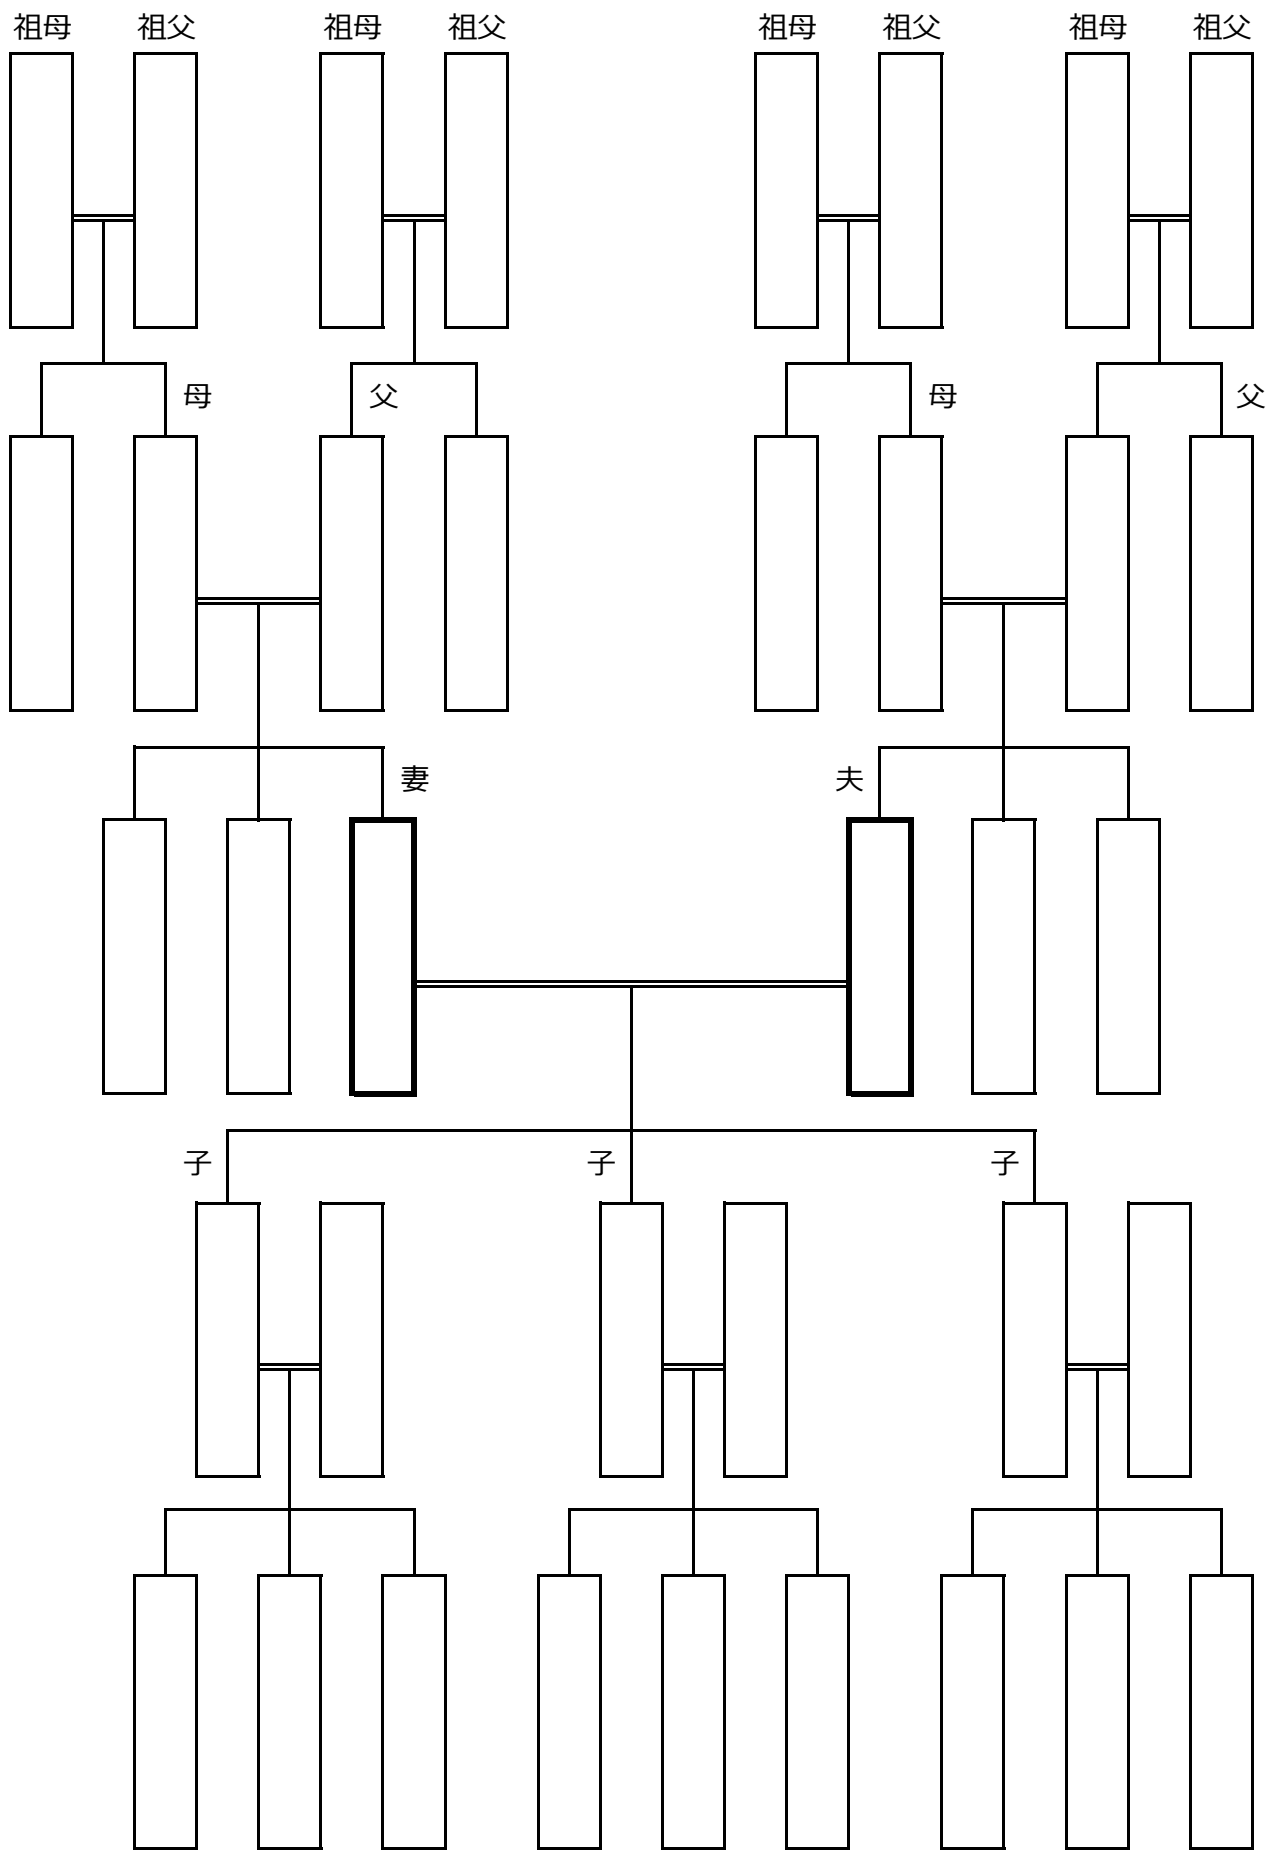 祖母 祖父 祖母 祖父 祖母 祖父 祖母 祖父
母 父 母 父
妻 夫
子 子 子